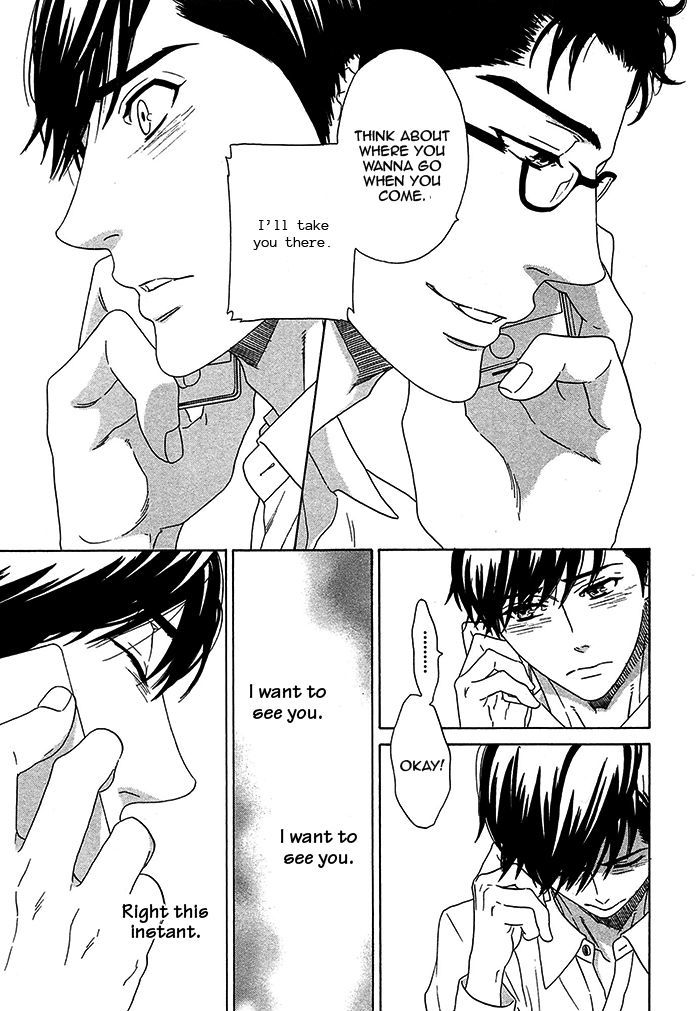 THINK ABOUT
WHERE YOU
WANNA GO
WHEN YOU
COME.
I'll take
you there.
........
OKAY!
I want to
see you.
I want to
see you.
Right this
instant.